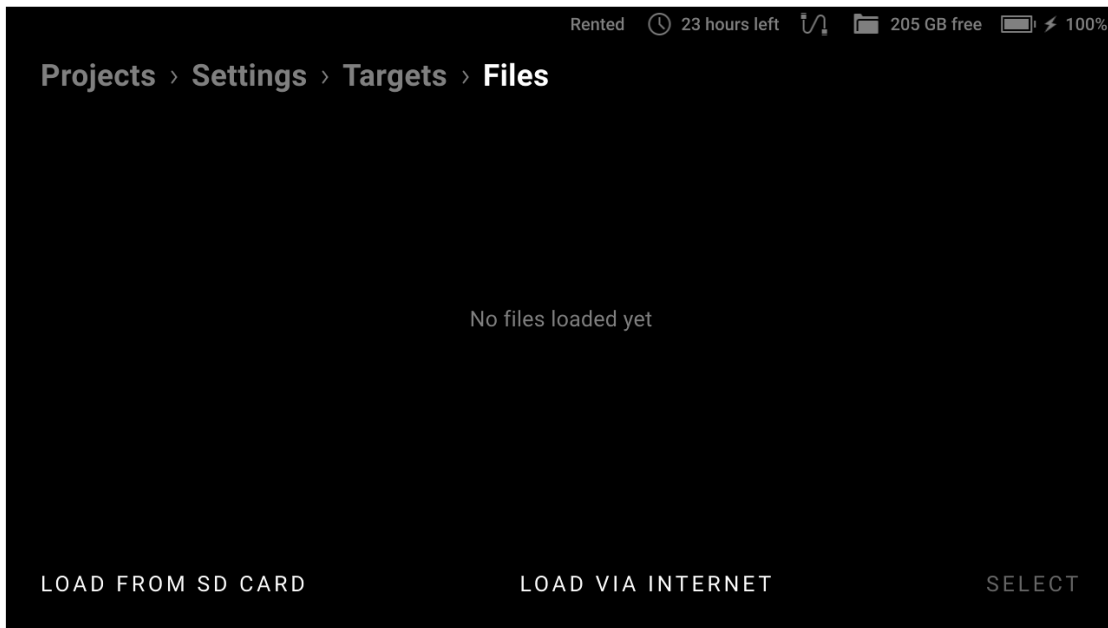 Rented 23 hours left 205 GB free 100%
Projects › Settings › Targets › Files
No files loaded yet
LOAD FROM SD CARD LOAD VIA INTERNET SELECT